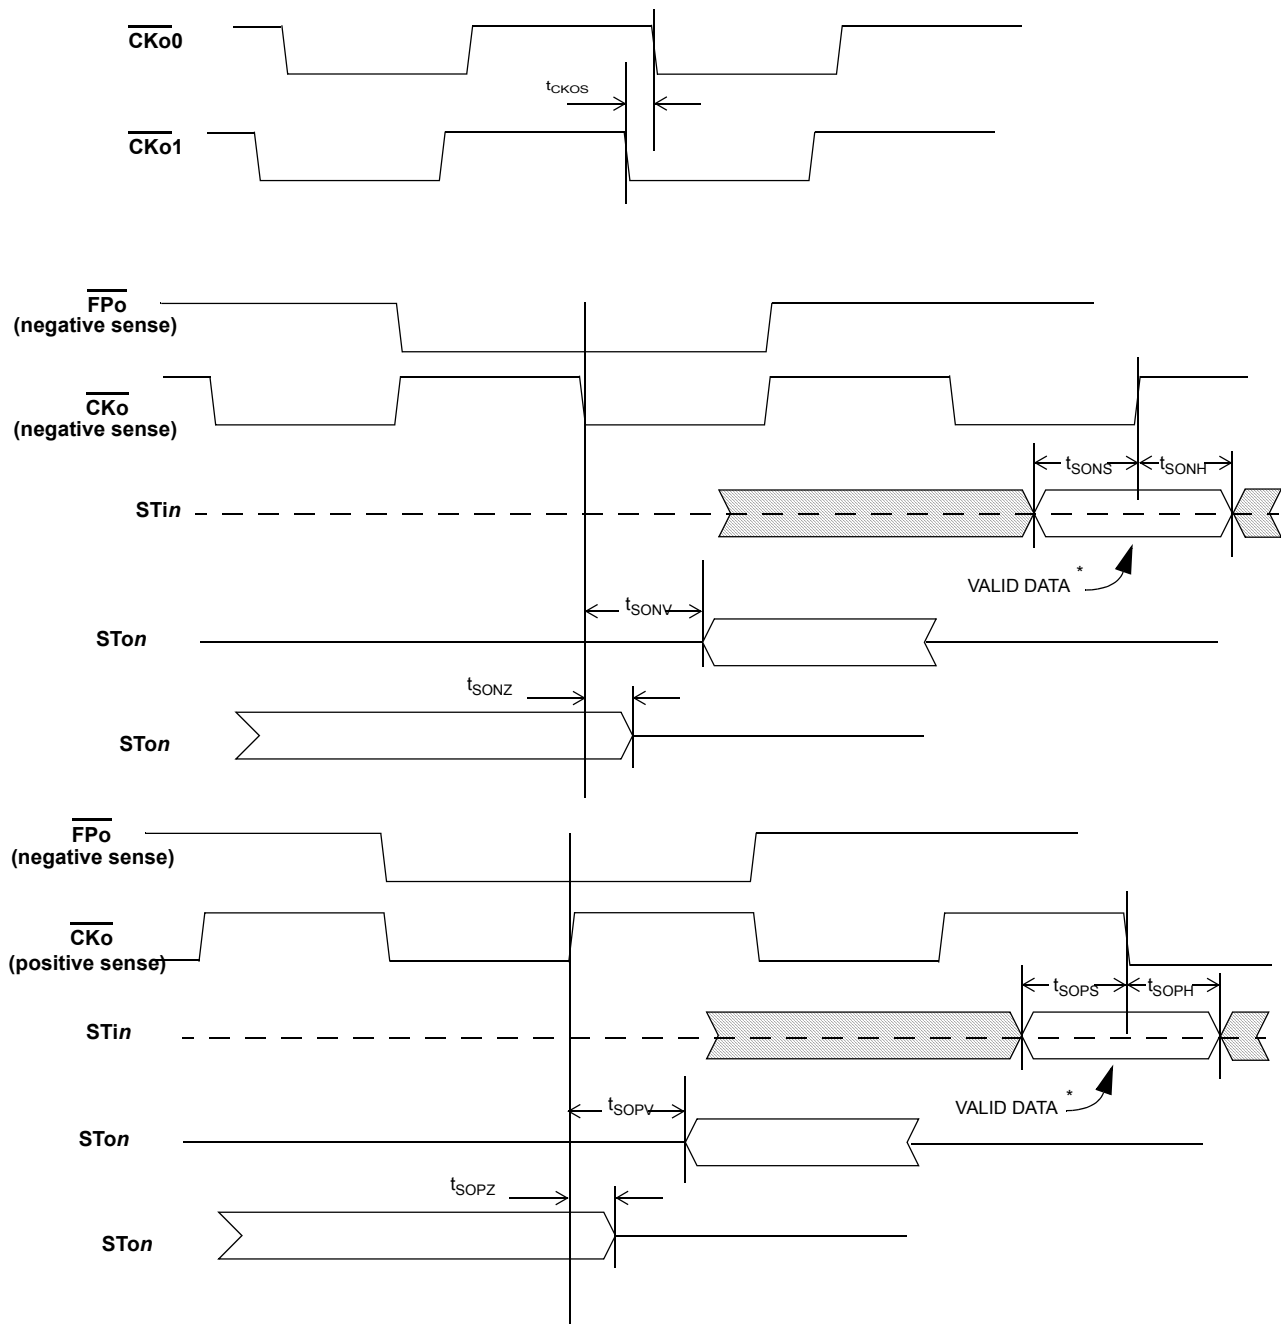 CKo0
tCKOS
CKo1
FPo
(negative sense)
CKo
(negative sense)
tSONS
tSONH
STin
VALID DATA *
tSONV
STon
tSONZ
STon
FPo
(negative sense)
CKo
(positive sense)
tSOPS
tSOPH
STin
VALID DATA *
tSOPV
STon
tSOPZ
STon